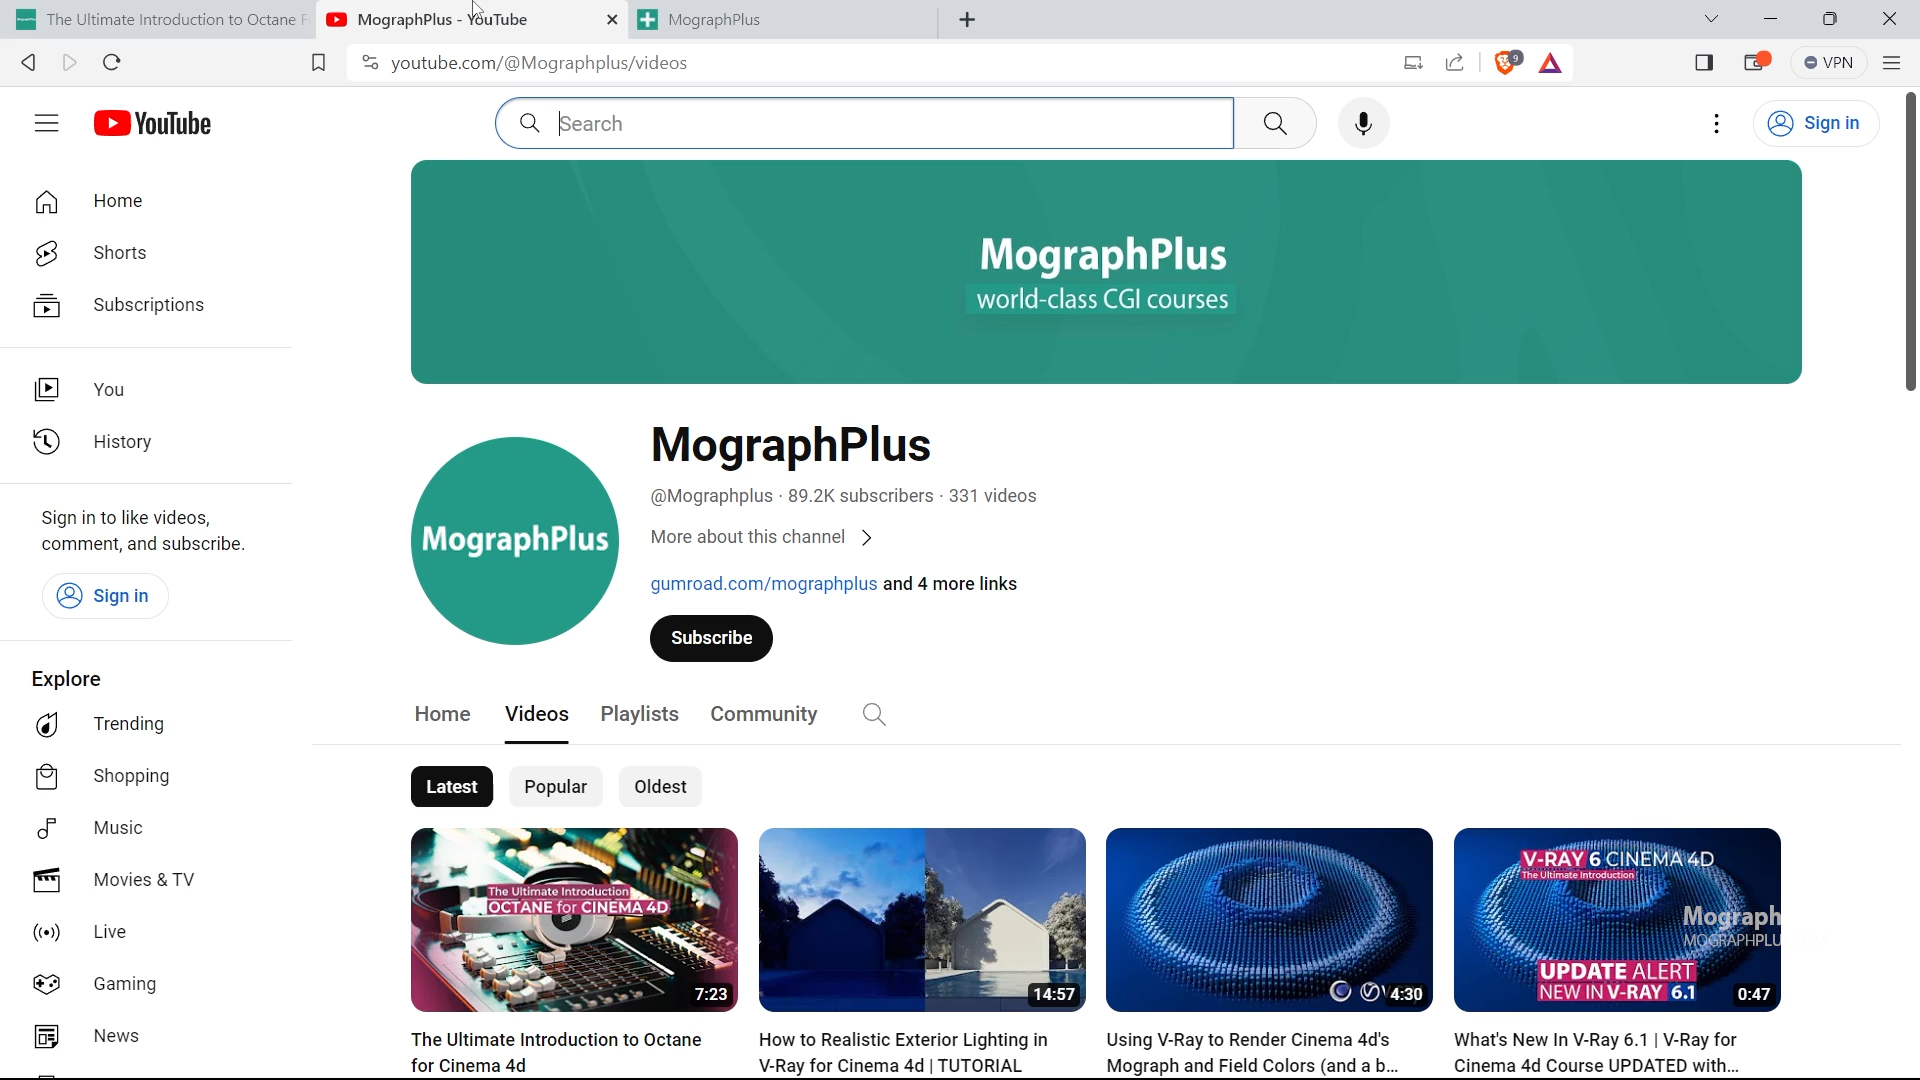 The Ultimate Introduction to Octane
MographPlus - YouTube
MographPlus
youtube.com/@Mographplus/videos
9
VPN
YouTube
Search
Sign in
Home
Shorts
Subscriptions
You
History
Sign in to like videos,
comment, and subscribe.
Sign in
Explore
Trending
Shopping
Music
Movies & TV
Live
Gaming
News
MographPlus
world-class CGI courses
MographPlus
MographPlus
@Mographplus · 89.2K subscribers · 331 videos
More about this channel
gumroad.com/mographplus and 4 more links
Subscribe
Home
Videos
Playlists
Community
Latest
Popular
Oldest
The Ultimate Introduction
OCTANE for CINEMA 4D
7:23
14:57
4:30
V-RAY 6 CINEMA 4D
The Ultimate Introduction
Mograph
UPDATE ALERT
NEW IN V-RAY 6.1
0:47
The Ultimate Introduction to Octane
for Cinema 4d
How to Realistic Exterior Lighting in
V-Ray for Cinema 4d | TUTORIAL
Using V-Ray to Render Cinema 4d's
Mograph and Field Colors (and a b...
What's New In V-Ray 6.1 | V-Ray for
Cinema 4d Course UPDATED with...